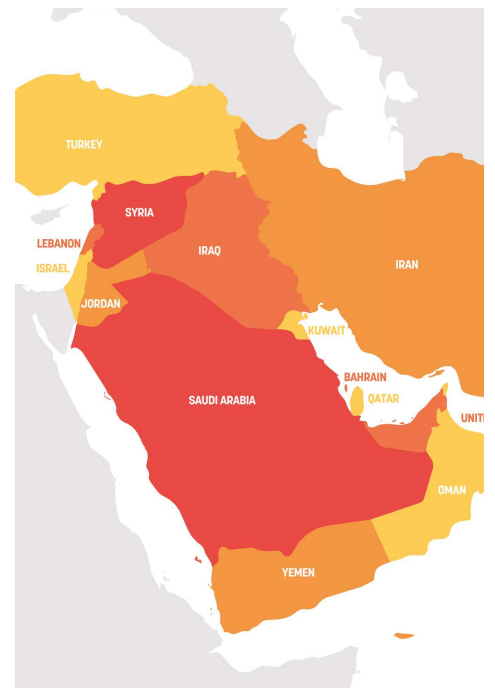 TURKEY
SYRIA
LEBANON
IRAQ
ISRAEL
IRAN
JORDAN
KUWAIT
BAHRAIN
SAUDI ARABIA
QATAR
UNIT
OMAN
YEMEN